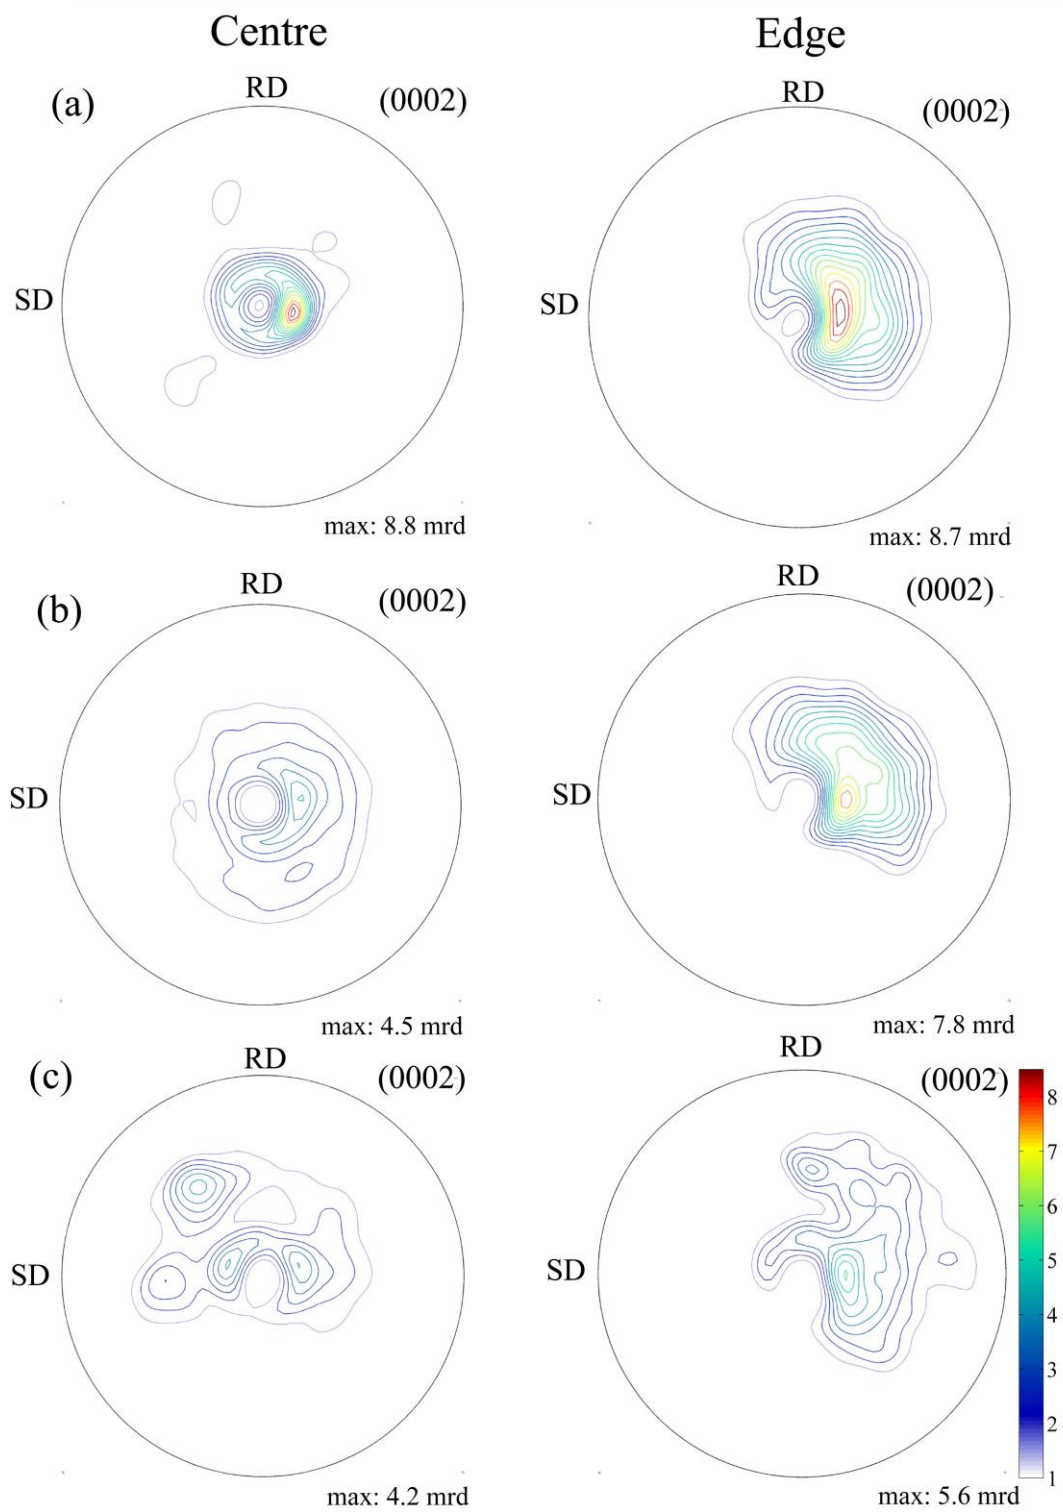 Centre
Edge
(a)
RD
(0002)
RD
(0002)
SD
SD
max: 8.8 mrd
max: 8.7 mrd
(b)
RD
(0002)
RD
(0002)
SD
SD
max: 4.5 mrd
max: 7.8 mrd
(c)
RD
(0002)
RD
(0002)
SD
SD
8
7
6
5
4
3
2
1
max: 4.2 mrd
max: 5.6 mrd